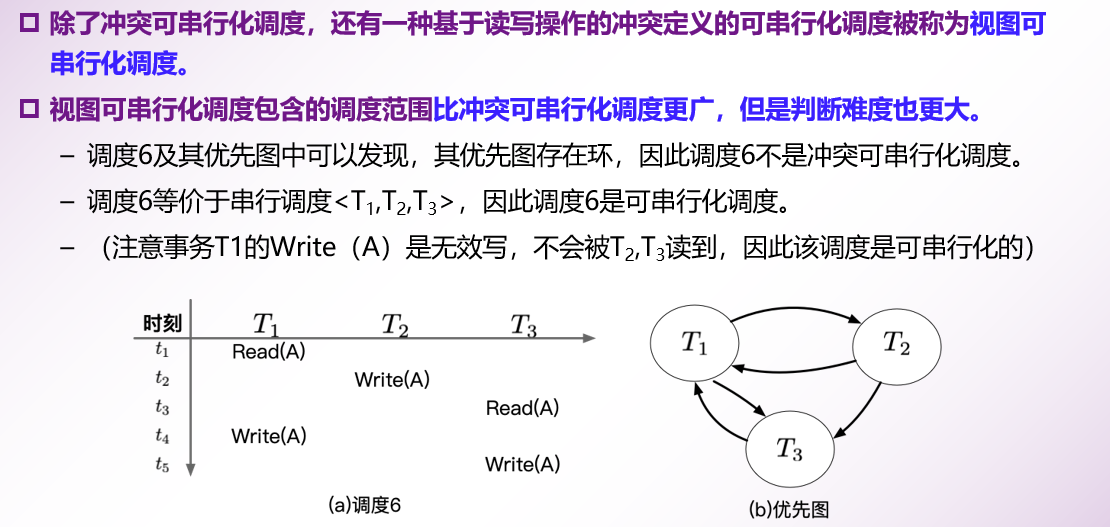 除了冲突可串行化调度，还有一种基于读写操作的冲突定义的可串行化调度被称为视图可
串行化调度。
视图可串行化调度包含的调度范围比冲突可串行化调度更广，但是判断难度也更大。
– 调度6及其优先图中可以发现，其优先图存在环，因此调度6不是冲突可串行化调度。
– 调度6等价于串行调度<T₁,T₂,T₃>，因此调度6是可串行化调度。
– （注意事务T1的Write（A）是无效写，不会被T₂,T₃读到，因此该调度是可串行化的）
时刻 T₁ T₂ T₃
t₁ Read(A)
t₂ Write(A)
t₃ Read(A)
t₄ Write(A)
t₅ Write(A)
(a)调度6
T₁ T₂
T₃
(b)优先图